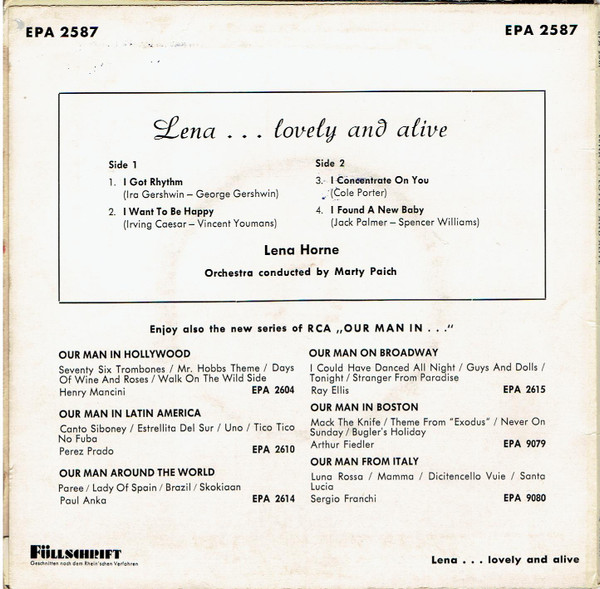 EPA 2587
EPA 2587
Lena . . . lovely and alive
Side 1
1. I Got Rhythm
(Ira Gershwin – George Gershwin)
2. I Want To Be Happy
(Irving Caesar – Vincent Youmans)
Side 2
3. I Concentrate On You
(Cole Porter)
4. I Found A New Baby
(Jack Palmer – Spencer Williams)
Lena Horne
Orchestra conducted by Marty Paich
Enjoy also the new series of RCA „OUR MAN IN . . .“
OUR MAN IN HOLLYWOOD
Seventy Six Trombones / Mr. Hobbs Theme / Days
Of Wine And Roses / Walk On The Wild Side
Henry Mancini EPA 2604
OUR MAN IN LATIN AMERICA
Canto Siboney / Estrellita Del Sur / Uno / Tico Tico
No Fuba
Perez Prado EPA 2610
OUR MAN AROUND THE WORLD
Paree / Lady Of Spain / Brazil / Skokiaan
Paul Anka EPA 2614
OUR MAN ON BROADWAY
I Could Have Danced All Night / Guys And Dolls /
Tonight / Stranger From Paradise
Ray Ellis EPA 2615
OUR MAN IN BOSTON
Mack The Knife / Theme From “Exodus” / Never On
Sunday / Bugler's Holiday
Arthur Fiedler EPA 9079
OUR MAN FROM ITALY
Luna Rossa / Mamma / Dicitencello Vuie / Santa
Lucia
Sergio Franchi EPA 9080
FÜLLSCHRIFT
Geschnitten nach dem Rhein'schen Verfahren
Lena . . . lovely and alive